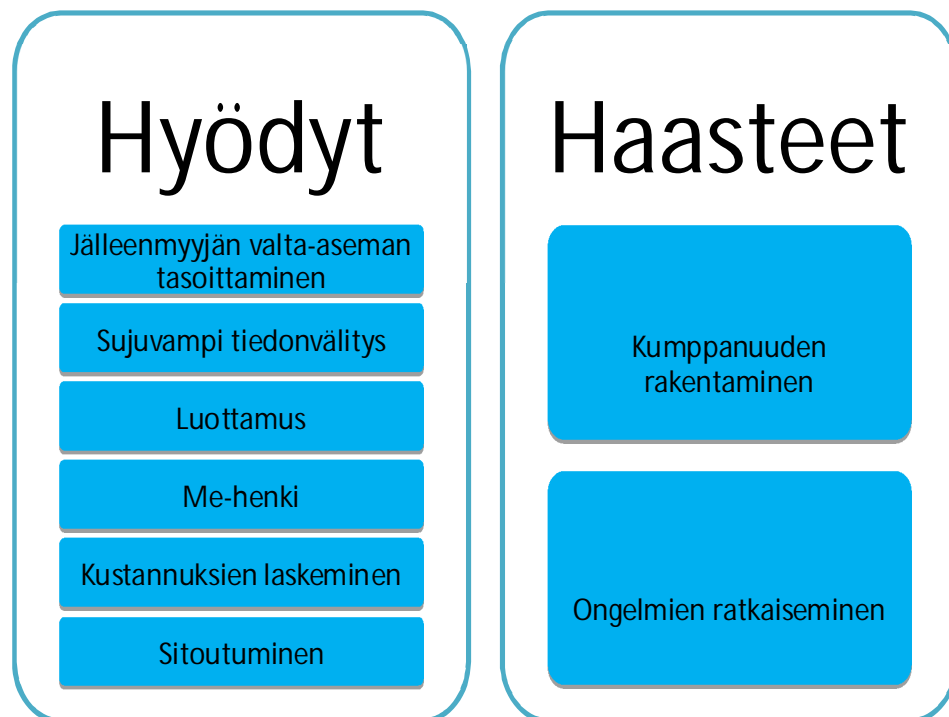 Hyödyt
Jälleenmyyjän valta-aseman
tasoittaminen
Sujuvampi tiedonvälitys
Luottamus
Me-henki
Kustannuksien laskeminen
Sitoutuminen
Haasteet
Kumppanuuden
rakentaminen
Ongelmien ratkaiseminen